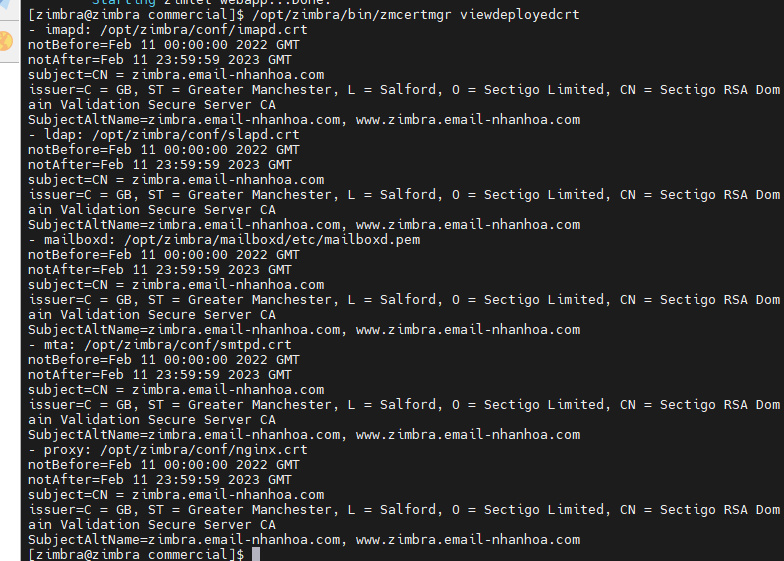 Starting zimlet webapp...done.
[zimbra@zimbra commercial]$ /opt/zimbra/bin/zmcertmgr viewdeployedcrt
- imapd: /opt/zimbra/conf/imapd.crt
notBefore=Feb 11 00:00:00 2022 GMT
notAfter=Feb 11 23:59:59 2023 GMT
subject=CN = zimbra.email-nhanhoa.com
issuer=C = GB, ST = Greater Manchester, L = Salford, O = Sectigo Limited, CN = Sectigo RSA Dom
ain Validation Secure Server CA
SubjectAltName=zimbra.email-nhanhoa.com, www.zimbra.email-nhanhoa.com
- ldap: /opt/zimbra/conf/slapd.crt
notBefore=Feb 11 00:00:00 2022 GMT
notAfter=Feb 11 23:59:59 2023 GMT
subject=CN = zimbra.email-nhanhoa.com
issuer=C = GB, ST = Greater Manchester, L = Salford, O = Sectigo Limited, CN = Sectigo RSA Dom
ain Validation Secure Server CA
SubjectAltName=zimbra.email-nhanhoa.com, www.zimbra.email-nhanhoa.com
- mailboxd: /opt/zimbra/mailboxd/etc/mailboxd.pem
notBefore=Feb 11 00:00:00 2022 GMT
notAfter=Feb 11 23:59:59 2023 GMT
subject=CN = zimbra.email-nhanhoa.com
issuer=C = GB, ST = Greater Manchester, L = Salford, O = Sectigo Limited, CN = Sectigo RSA Dom
ain Validation Secure Server CA
SubjectAltName=zimbra.email-nhanhoa.com, www.zimbra.email-nhanhoa.com
- mta: /opt/zimbra/conf/smtpd.crt
notBefore=Feb 11 00:00:00 2022 GMT
notAfter=Feb 11 23:59:59 2023 GMT
subject=CN = zimbra.email-nhanhoa.com
issuer=C = GB, ST = Greater Manchester, L = Salford, O = Sectigo Limited, CN = Sectigo RSA Dom
ain Validation Secure Server CA
SubjectAltName=zimbra.email-nhanhoa.com, www.zimbra.email-nhanhoa.com
- proxy: /opt/zimbra/conf/nginx.crt
notBefore=Feb 11 00:00:00 2022 GMT
notAfter=Feb 11 23:59:59 2023 GMT
subject=CN = zimbra.email-nhanhoa.com
issuer=C = GB, ST = Greater Manchester, L = Salford, O = Sectigo Limited, CN = Sectigo RSA Dom
ain Validation Secure Server CA
SubjectAltName=zimbra.email-nhanhoa.com, www.zimbra.email-nhanhoa.com
[zimbra@zimbra commercial]$